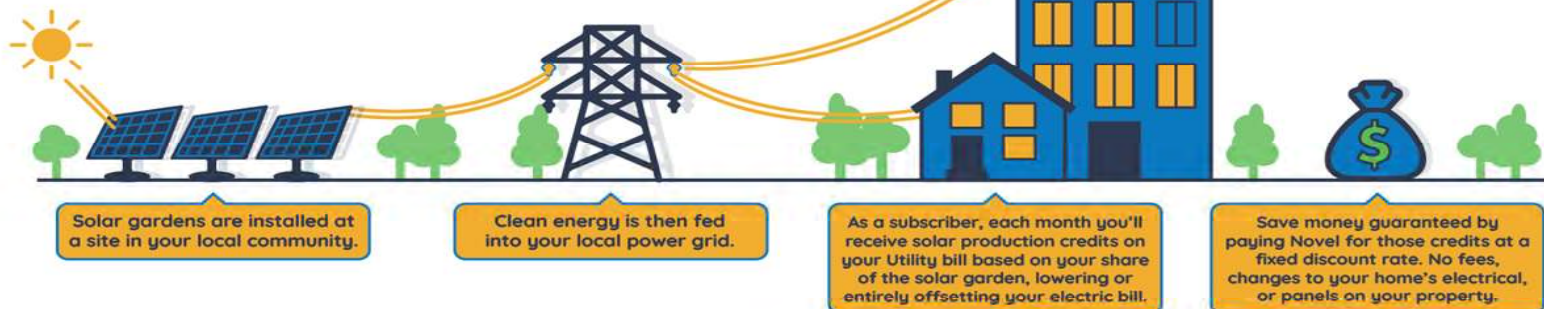 Solar gardens are installed at
a site in your local community.
Clean energy is then fed
into your local power grid.
As a subscriber, each month you'll
receive solar production credits on
your Utility bill based on your share
of the solar garden, lowering or
entirely offsetting your electric bill.
$
Save money guaranteed by
paying Novel for those credits at a
fixed discount rate. No fees,
changes to your home's electrical,
or panels on your property.